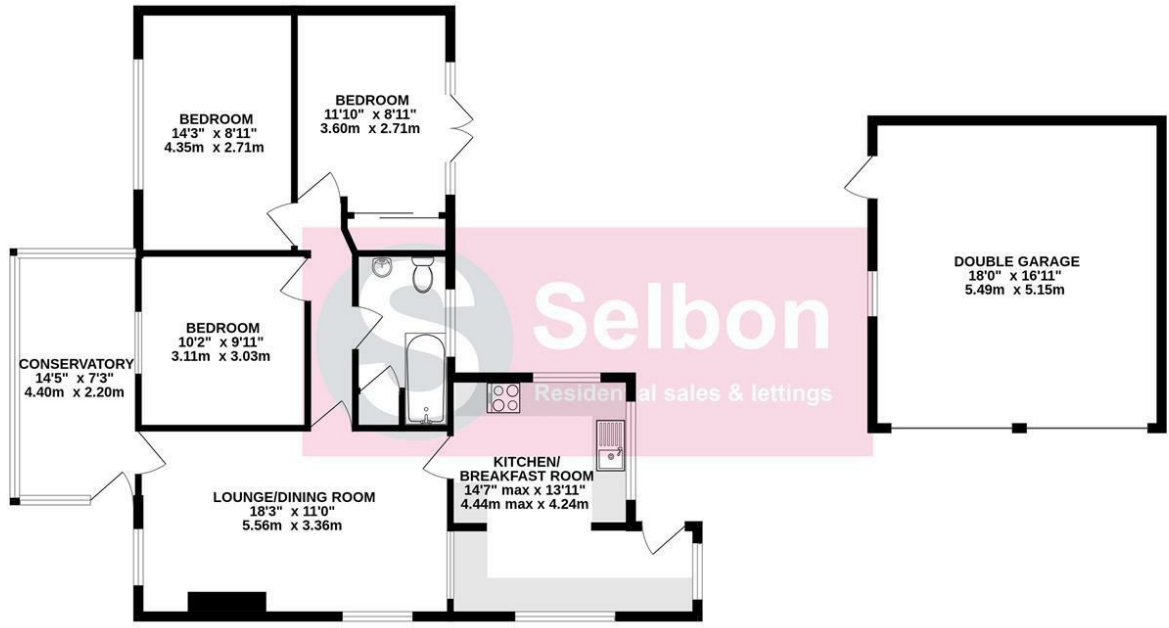 BEDROOM
14'3" x 8'11"
4.35m x 2.71m
BEDROOM
11'10" x 8'11"
3.60m x 2.71m
DOUBLE GARAGE
18'0" x 16'11"
5.49m x 5.15m
BEDROOM
10'2" x 9'11"
3.11m x 3.03m
CONSERVATORY
14'5" x 7'3"
4.40m x 2.20m
S Selbon
Residential sales & lettings
KITCHEN/
BREAKFAST ROOM
14'7" max x 13'11"
4.44m max x 4.24m
LOUNGE/DINING ROOM
18'3" x 11'0"
5.56m x 3.36m